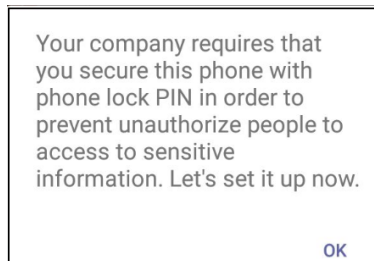 Your company requires that
you secure this phone with
phone lock PIN in order to
prevent unauthorize people to
access to sensitive
information. Let's set it up now.
OK